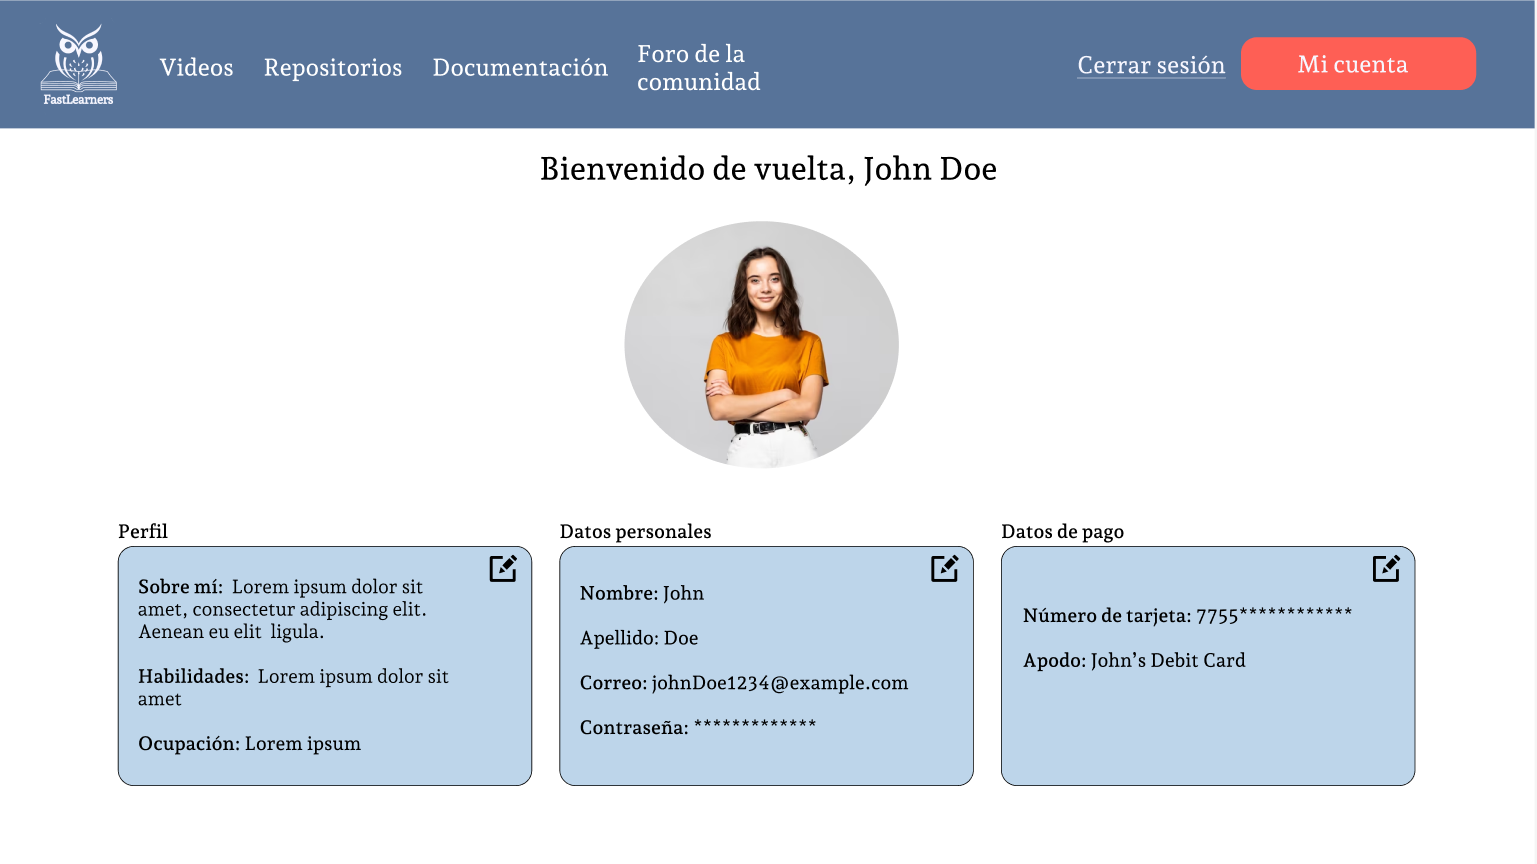 FastLearners
Videos
Repositorios
Documentación
Foro de la
comunidad
Cerrar sesión
Mi cuenta
Bienvenido de vuelta, John Doe
Perfil
Sobre mí:  Lorem ipsum dolor sit
amet, consectetur adipiscing elit.
Aenean eu elit  ligula.
Habilidades:  Lorem ipsum dolor sit
amet
Ocupación: Lorem ipsum
Datos personales
Nombre: John
Apellido: Doe
Correo: johnDoe1234@example.com
Contraseña: *************
Datos de pago
Número de tarjeta: 7755************
Apodo: John’s Debit Card